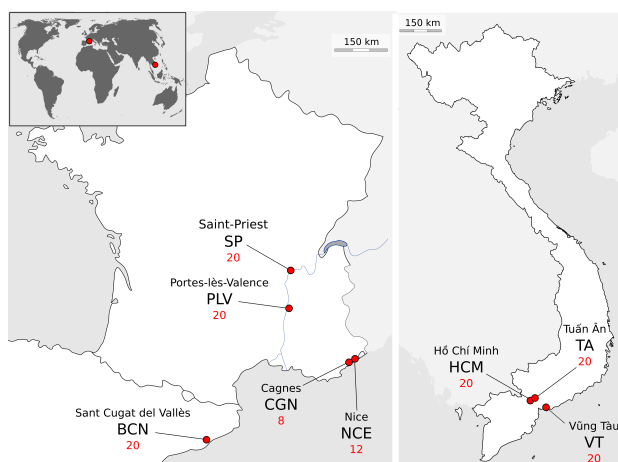 150 km
150 km
Saint-Priest
SP
20
Portes-lès-Valence
PLV
20
Cagnes
CGN
8
Nice
NCE
12
Sant Cugat del Vallès
BCN
20
Tuấn Ân
TA
20
Hồ Chí Minh
HCM
20
Vũng Tàu
VT
20